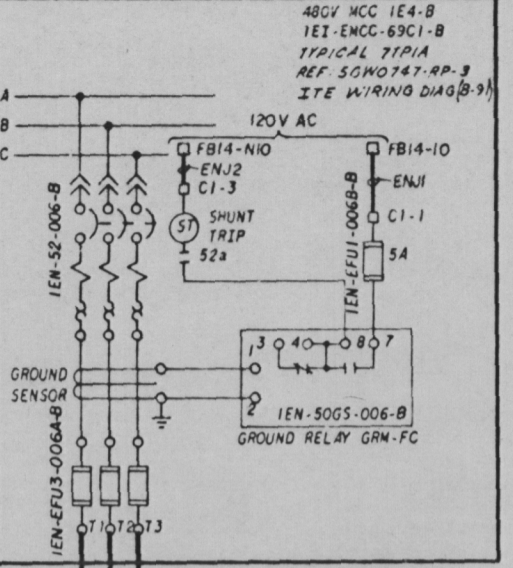 480V MCC 1E4-B
1EI-EMCC-69C1-B
TYPICAL 7TPIA
REF. SGWO747-RP-3
ITE WIRING DIAG(B-9)
A
B
C
120V AC
FB14-N10
FB14-10
ENJ2
ENJ1
C1-3
C1-1
ST
SHUNT
TRIP
52a
5A
1EN-52-006-B
1EN-EFU1-006B-B
GROUND
SENSOR
1
3
4
8
7
2
1EN-50GS-006-B
GROUND RELAY GRM-FC
1EN-EFU3-006A-B
T1
T2
T3